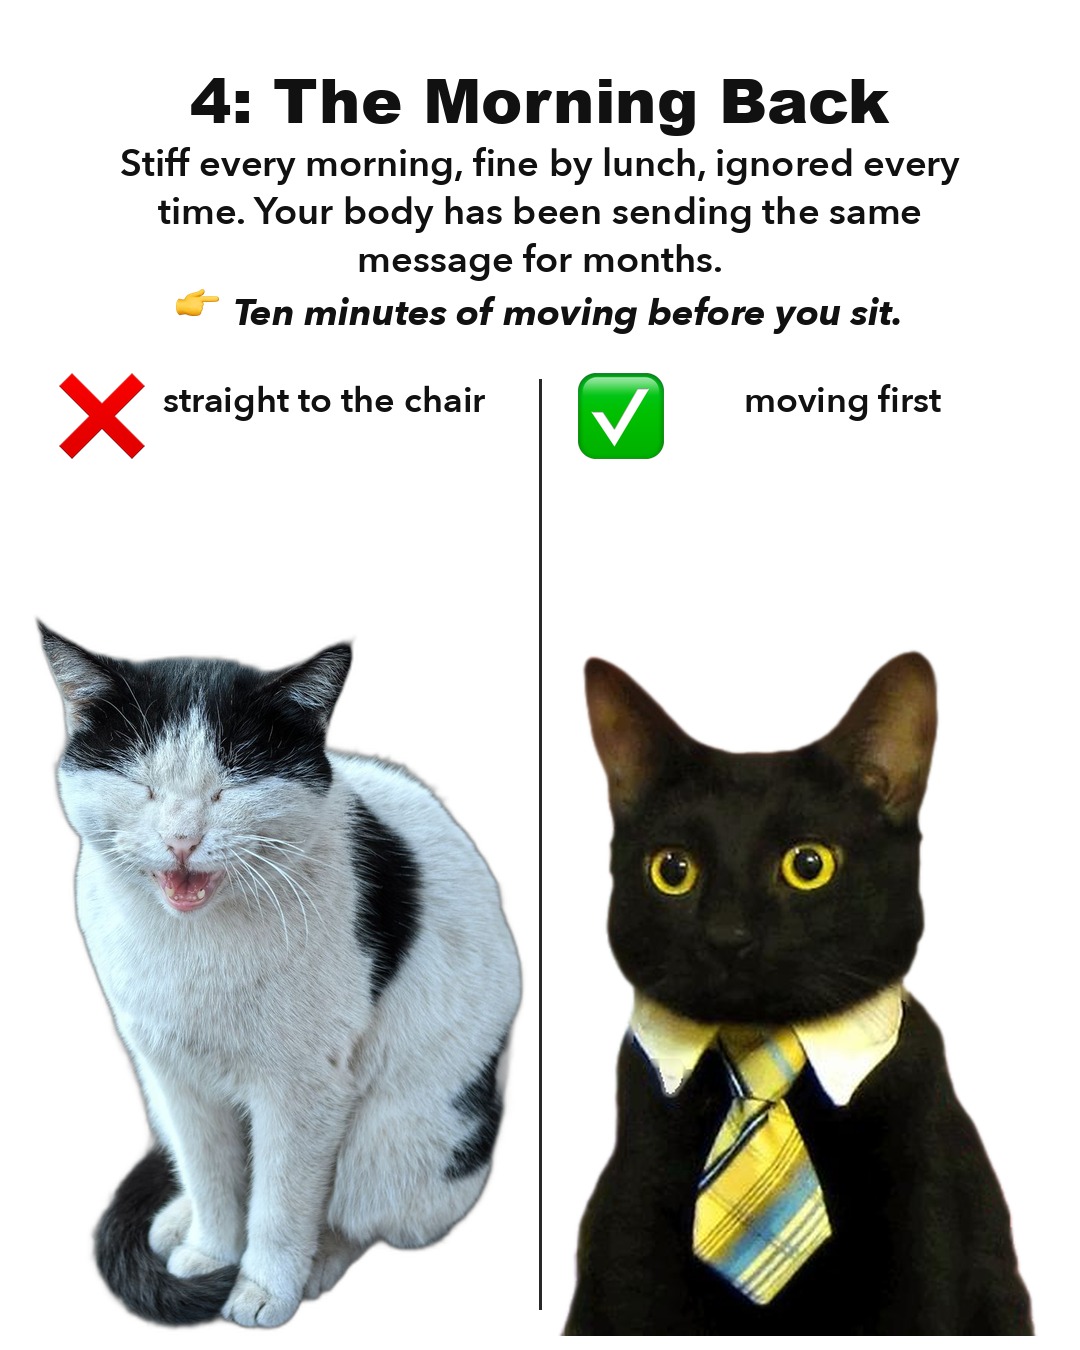 4: The Morning Back
Stiff every morning, fine by lunch, ignored every
time. Your body has been sending the same
message for months.
👉 Ten minutes of moving before you sit.
❌ straight to the chair
✅ moving first